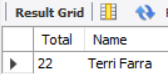 Result Grid
Total Name
22 Terri Farra